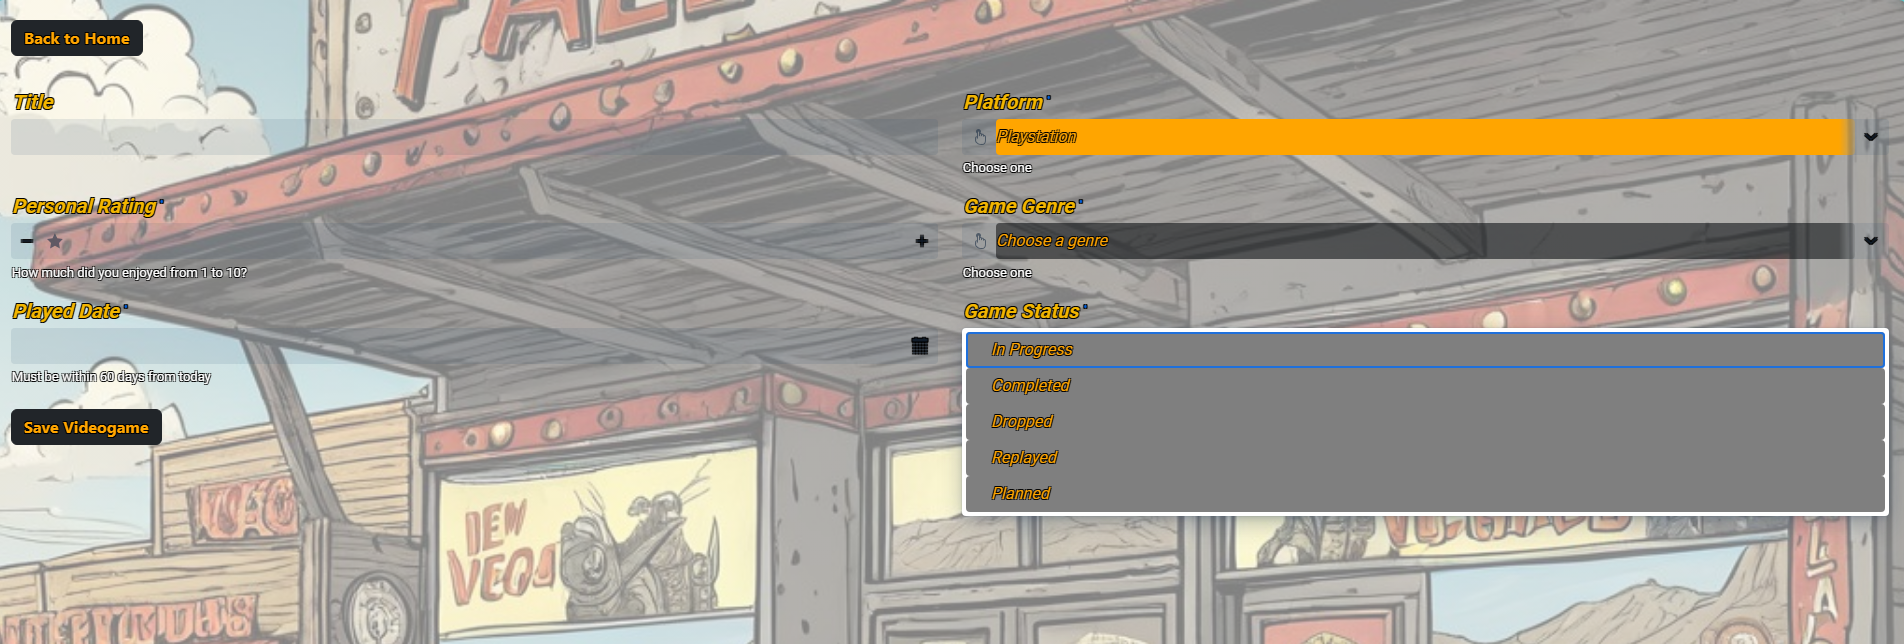 Back to Home
Title
Platform
Playstation
Choose one
Personal Rating
How much did you enjoyed from 1 to 10?
Game Genre
Choose a genre
Choose one
Played Date
Must be within 60 days from today
Game Status
In Progress
Completed
Dropped
Replayed
Planned
Save Videogame